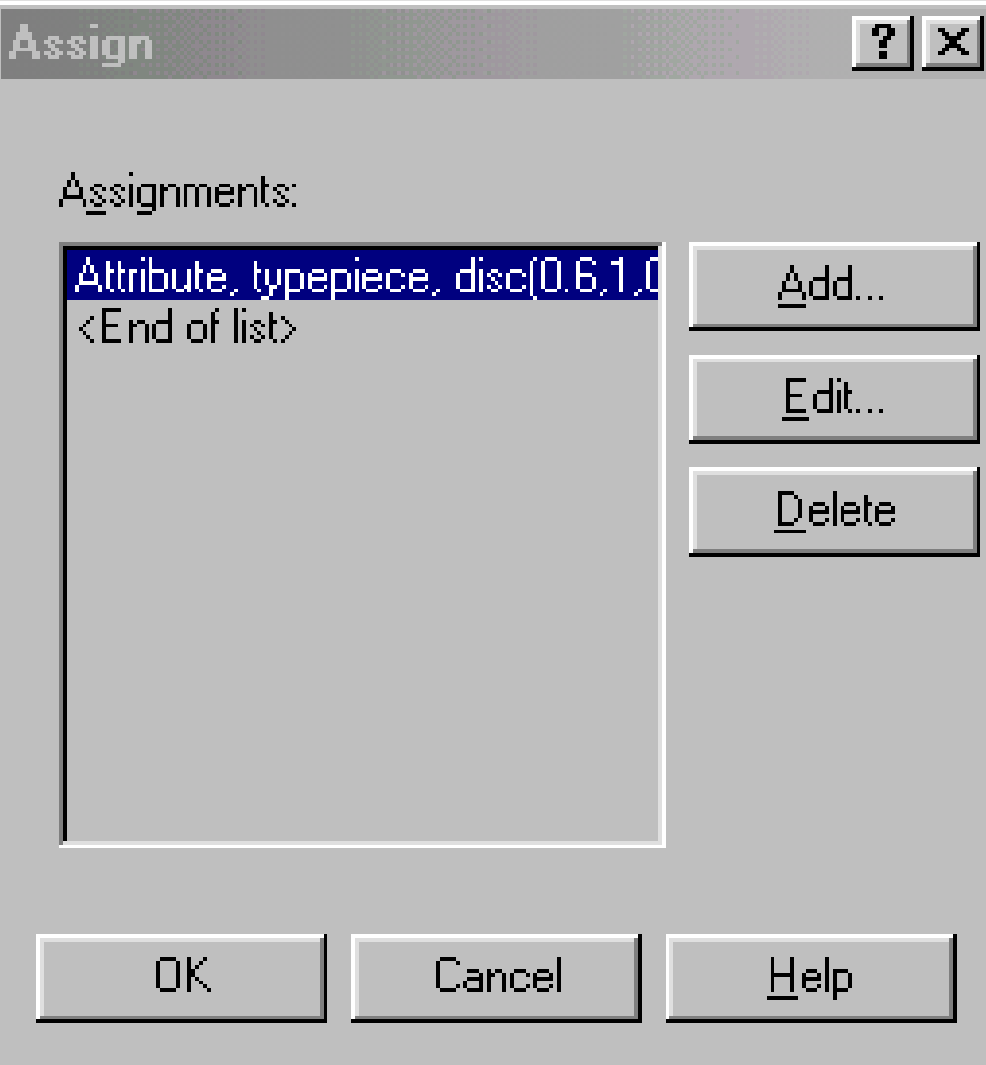 Assign
Assignments:
Attribute, typepiece, disc(0.6,1,0
<End of list>
Add...
Edit...
Delete
OK
Cancel
Help